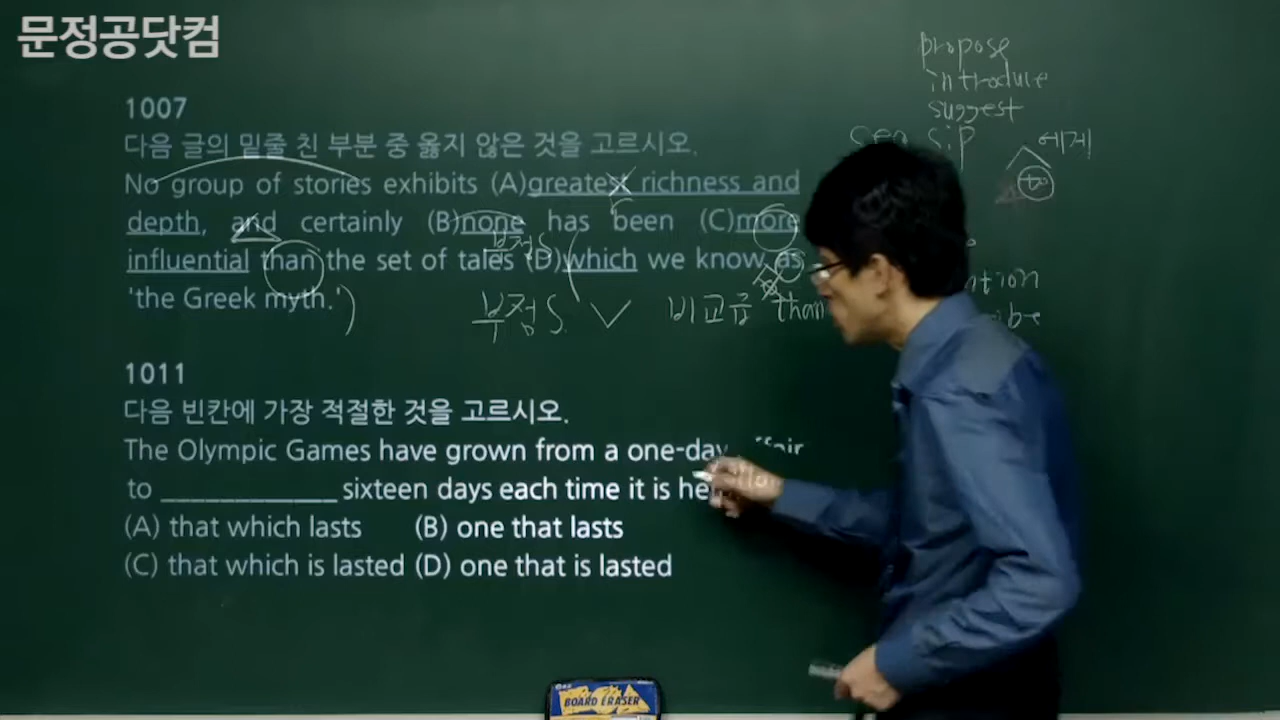 문정공닷컴
propose
introduce
suggest
에게
to
1007
다음 글의 밑줄 친 부분 중 옳지 않은 것을 고르시오.
No group of stories exhibits (A)greatest richness and
depth, and certainly (B)none has been (C)more
influential than the set of tales (D)which we know as
'the Greek myth.'
r
부정S
부정S. 비교급 than
1011
다음 빈칸에 가장 적절한 것을 고르시오.
The Olympic Games have grown from a one-day
to _____________ sixteen days each time it is
(A) that which lasts (B) one that lasts
(C) that which is lasted (D) one that is lasted
BOARD ERASER